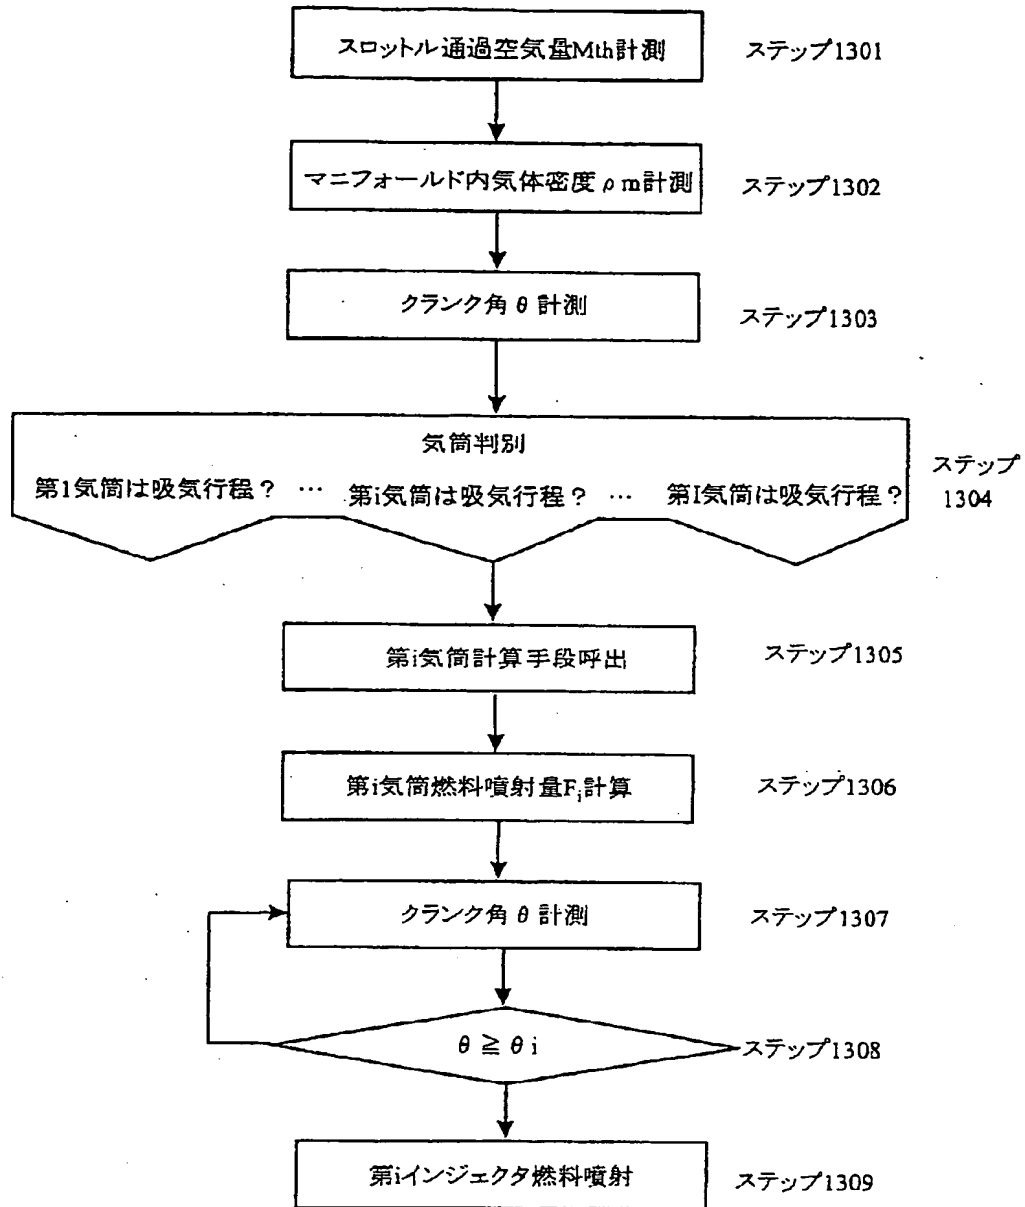 スロットル通過空気量Mth計測
ステップ1301
マニフォールド内気体密度ρm計測
ステップ1302
クランク角θ計測
ステップ1303
気筒判別
第1気筒は吸気行程? … 第i気筒は吸気行程? … 第I気筒は吸気行程?
ステップ
1304
第i気筒計算手段呼出
ステップ1305
第i気筒燃料噴射量Fi計算
ステップ1306
クランク角θ計測
ステップ1307
θ≧θi
ステップ1308
第iインジェクタ燃料噴射
ステップ1309